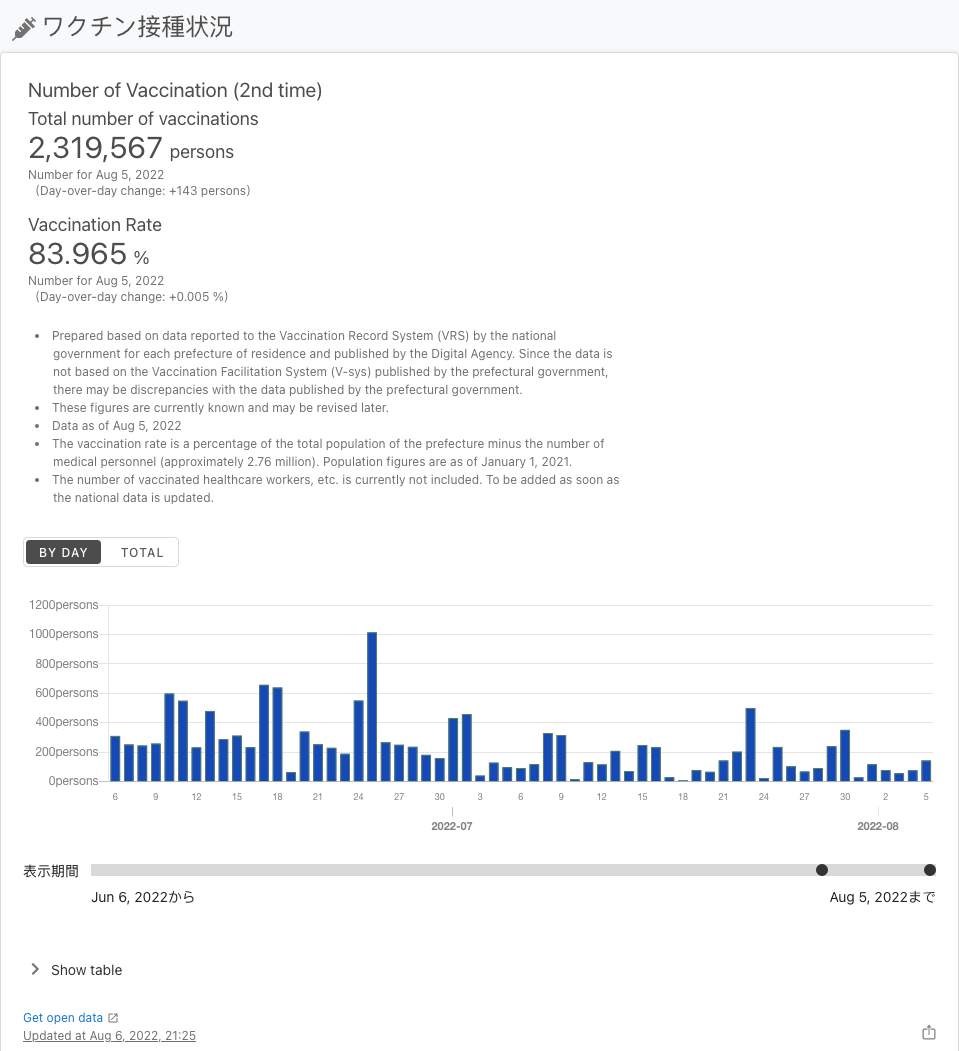 ワクチン接種状況
Number of Vaccination (2nd time)
Total number of vaccinations
2,319,567 persons
Number for Aug 5, 2022
(Day-over-day change: +143 persons)
Vaccination Rate
83.965 %
Number for Aug 5, 2022
(Day-over-day change: +0.005 %)
• Prepared based on data reported to the Vaccination Record System (VRS) by the national
government for each prefecture of residence and published by the Digital Agency. Since the data is
not based on the Vaccination Facilitation System (V-sys) published by the prefectural government,
there may be discrepancies with the data published by the prefectural government.
• These figures are currently known and may be revised later.
• Data as of Aug 5, 2022
• The vaccination rate is a percentage of the total population of the prefecture minus the number of
medical personnel (approximately 2.76 million). Population figures are as of January 1, 2021.
• The number of vaccinated healthcare workers, etc. is currently not included. To be added as soon as
the national data is updated.
BY DAY TOTAL
1200persons
1000persons
800persons
600persons
400persons
200persons
0persons
6 9 12 15 18 21 24 27 30 3 6 9 12 15 18 21 24 27 30 2 5
2022-07 2022-08
表示期間
Jun 6, 2022から Aug 5, 2022まで
Show table
Get open data
Updated at Aug 6, 2022, 21:25